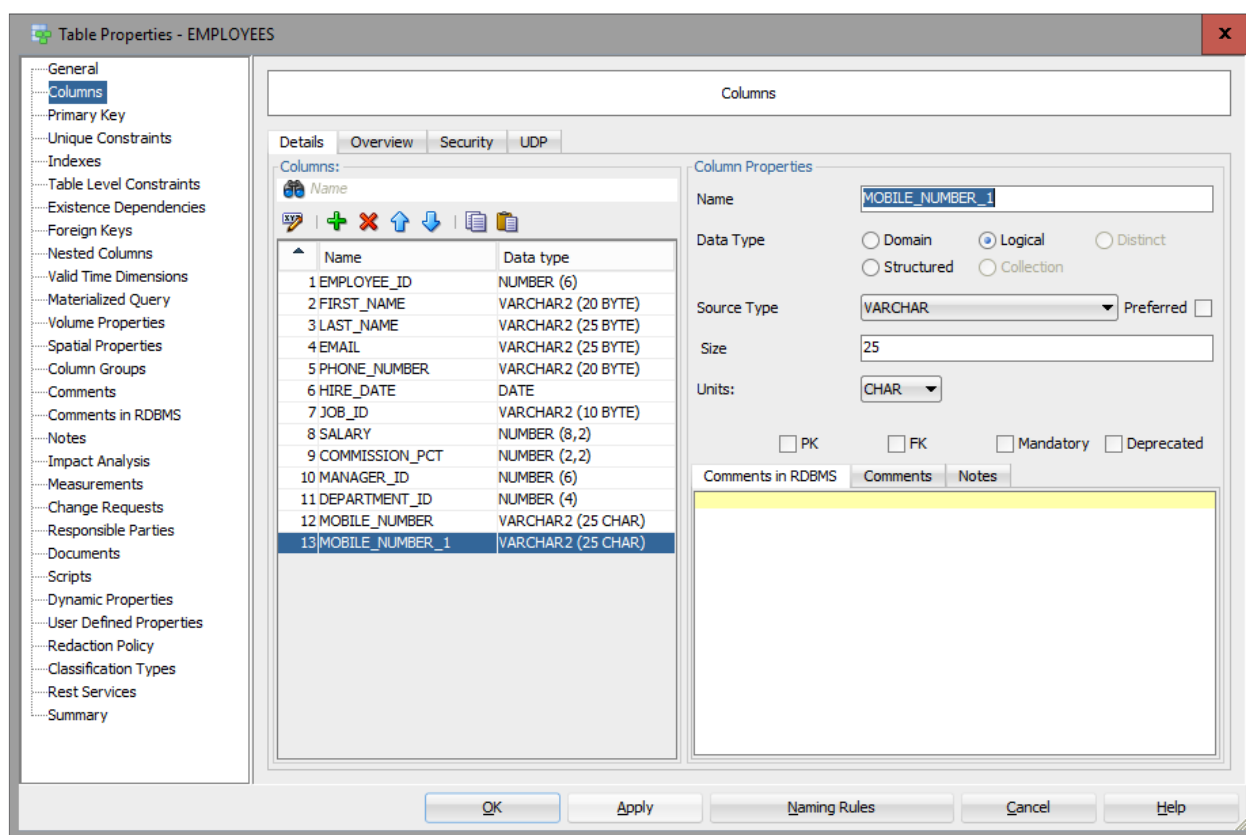 Table Properties - EMPLOYEES
x
General
Columns
Primary Key
Unique Constraints
Indexes
Table Level Constraints
Existence Dependencies
Foreign Keys
Nested Columns
Valid Time Dimensions
Materialized Query
Volume Properties
Spatial Properties
Column Groups
Comments
Comments in RDBMS
Notes
Impact Analysis
Measurements
Change Requests
Responsible Parties
Documents
Scripts
Dynamic Properties
User Defined Properties
Redaction Policy
Classification Types
Rest Services
Summary
Columns
Details Overview Security UDP
Columns:
Name
XYZ
Name Data type
1 EMPLOYEE_ID NUMBER (6)
2 FIRST_NAME VARCHAR2 (20 BYTE)
3 LAST_NAME VARCHAR2 (25 BYTE)
4 EMAIL VARCHAR2 (25 BYTE)
5 PHONE_NUMBER VARCHAR2 (20 BYTE)
6 HIRE_DATE DATE
7 JOB_ID VARCHAR2 (10 BYTE)
8 SALARY NUMBER (8,2)
9 COMMISSION_PCT NUMBER (2,2)
10 MANAGER_ID NUMBER (6)
11 DEPARTMENT_ID NUMBER (4)
12 MOBILE_NUMBER VARCHAR2 (25 CHAR)
13 MOBILE_NUMBER_1 VARCHAR2 (25 CHAR)
Column Properties
Name MOBILE_NUMBER_1
Data Type Domain Logical Distinct
Structured Collection
Source Type VARCHAR Preferred
Size 25
Units: CHAR
PK FK Mandatory Deprecated
Comments in RDBMS Comments Notes
OK Apply Naming Rules Cancel Help